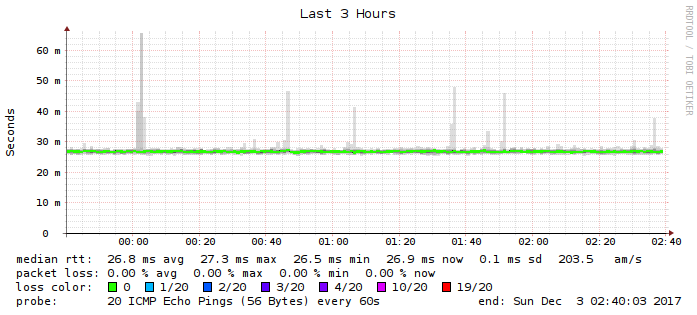 Last 3 Hours
RRDTOOL / TOBI OETIKER
Seconds
60 m
50 m
40 m
30 m
20 m
10 m
0
00:00 00:20 00:40 01:00 01:20 01:40 02:00 02:20 02:40
median rtt: 26.8 ms avg 27.3 ms max 26.5 ms min 26.9 ms now 0.1 ms sd 203.5 am/s
packet loss: 0.00 % avg 0.00 % max 0.00 % min 0.00 % now
loss color: 0 1/20 2/20 3/20 4/20 10/20 19/20
probe: 20 ICMP Echo Pings (56 Bytes) every 60s end: Sun Dec 3 02:40:03 2017